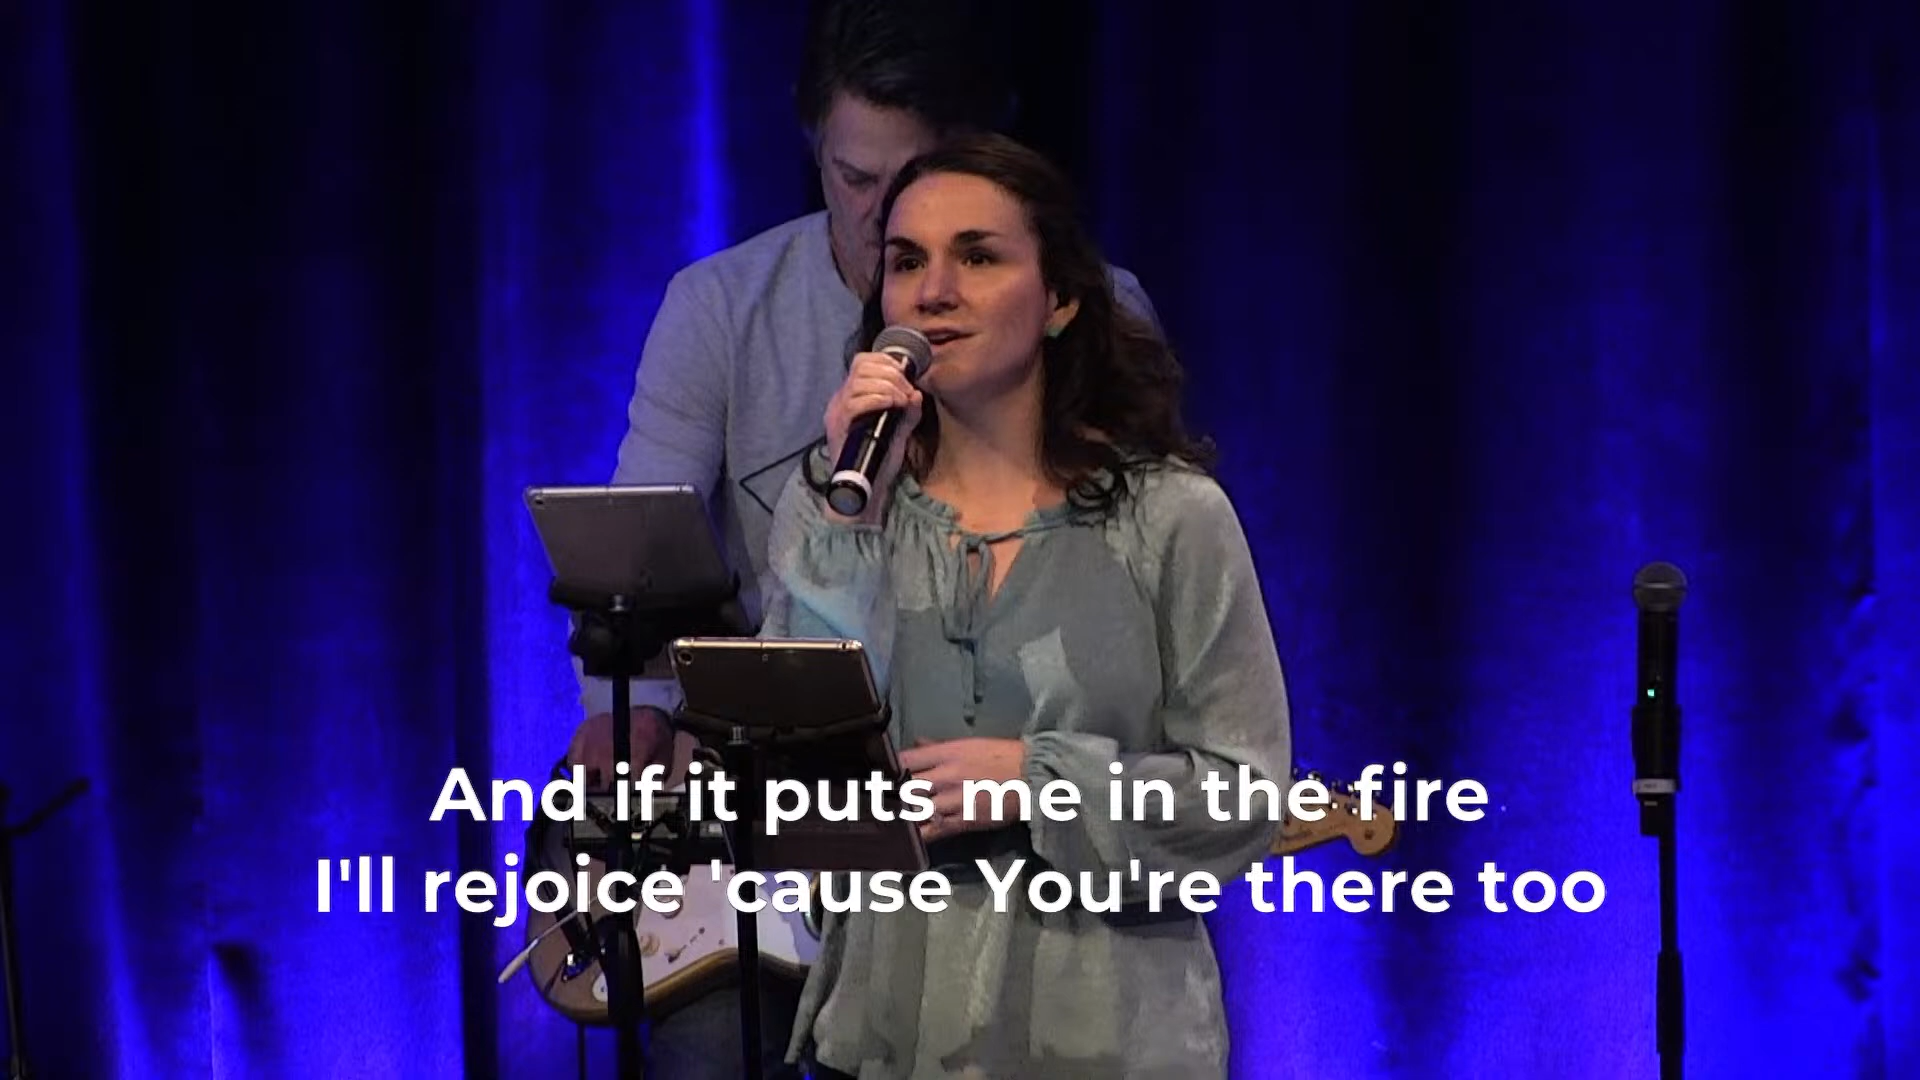 And if it puts me in the fire
I'll rejoice 'cause You're there too